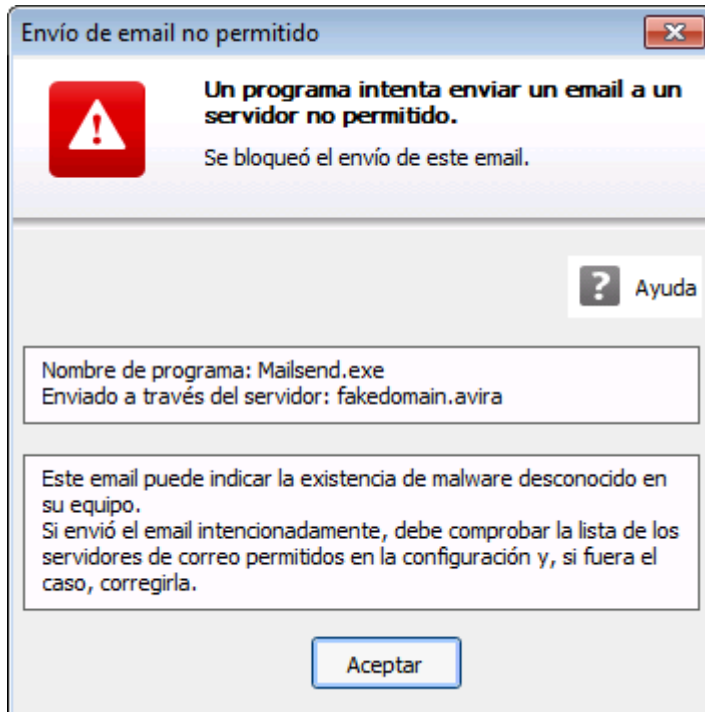 Envío de email no permitido
Un programa intenta enviar un email a un
servidor no permitido.
Se bloqueó el envío de este email.
Ayuda
Nombre de programa: Mailsend.exe
Enviado a través del servidor: fakedomain.avira
Este email puede indicar la existencia de malware desconocido en
su equipo.
Si envió el email intencionadamente, debe comprobar la lista de los
servidores de correo permitidos en la configuración y, si fuera el
caso, corregirla.
Aceptar